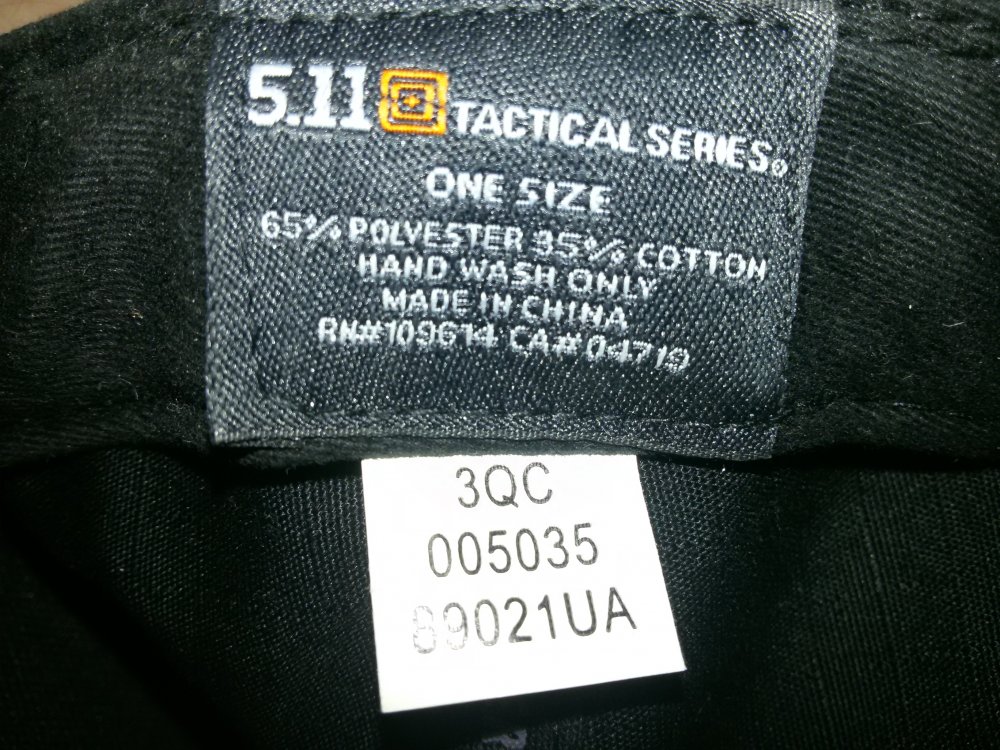 5.11 TACTICAL SERIES®
ONE SIZE
65% POLYESTER 35% COTTON
HAND WASH ONLY
MADE IN CHINA
RN#109614 CA#04719
3QC
005035
89021UA